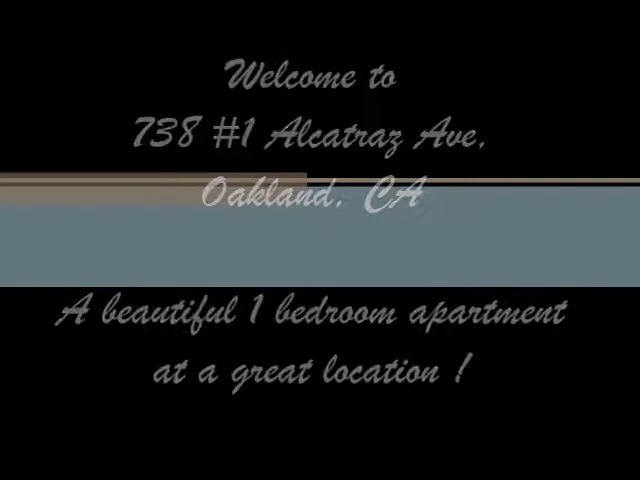 Welcome to
738 #1 Alcatraz Ave.
Oakland, CA
A beautiful 1 bedroom apartment
at a great location !